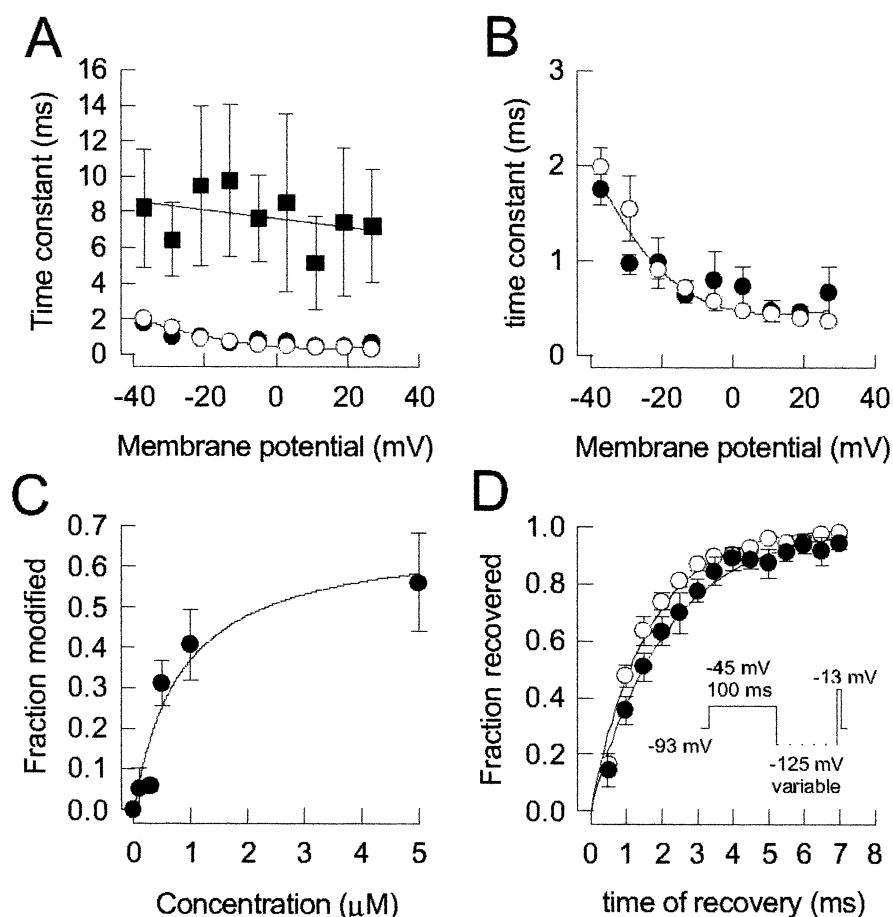 A
Time constant (ms)
16
14
12
10
8
6
4
2
0
-40 -20 0 20 40
Membrane potential (mV)
B
time constant (ms)
3
2
1
0
-40 -20 0 20 40
Membrane potential (mV)
C
Fraction modified
0.7
0.6
0.5
0.4
0.3
0.2
0.1
0.0
0 1 2 3 4 5
Concentration (μM)
D
Fraction recovered
1.0
0.8
0.6
0.4
0.2
0.0
-45 mV
100 ms
-13 mV
-93 mV
-125 mV
variable
0 1 2 3 4 5 6 7 8
time of recovery (ms)